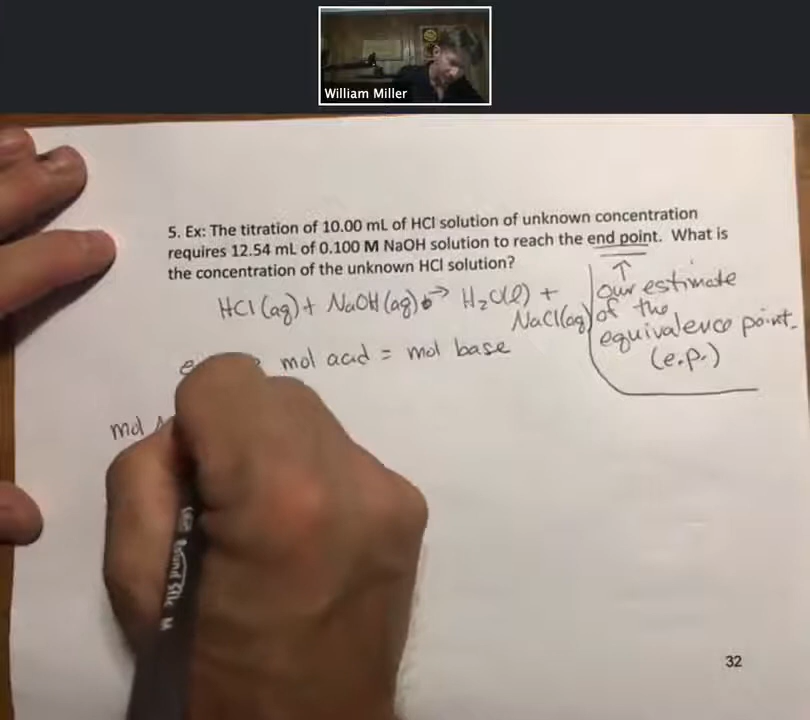 William Miller
5. Ex: The titration of 10.00 mL of HCl solution of unknown concentration
requires 12.54 mL of 0.100 M NaOH solution to reach the end point. What is
the concentration of the unknown HCl solution?
HCl (aq) + NaOH (aq) → H₂O(l) +
NaCl(aq)
↑
our estimate
of the
equivalence point.
(e.p.)
mol acid = mol base
mol
32